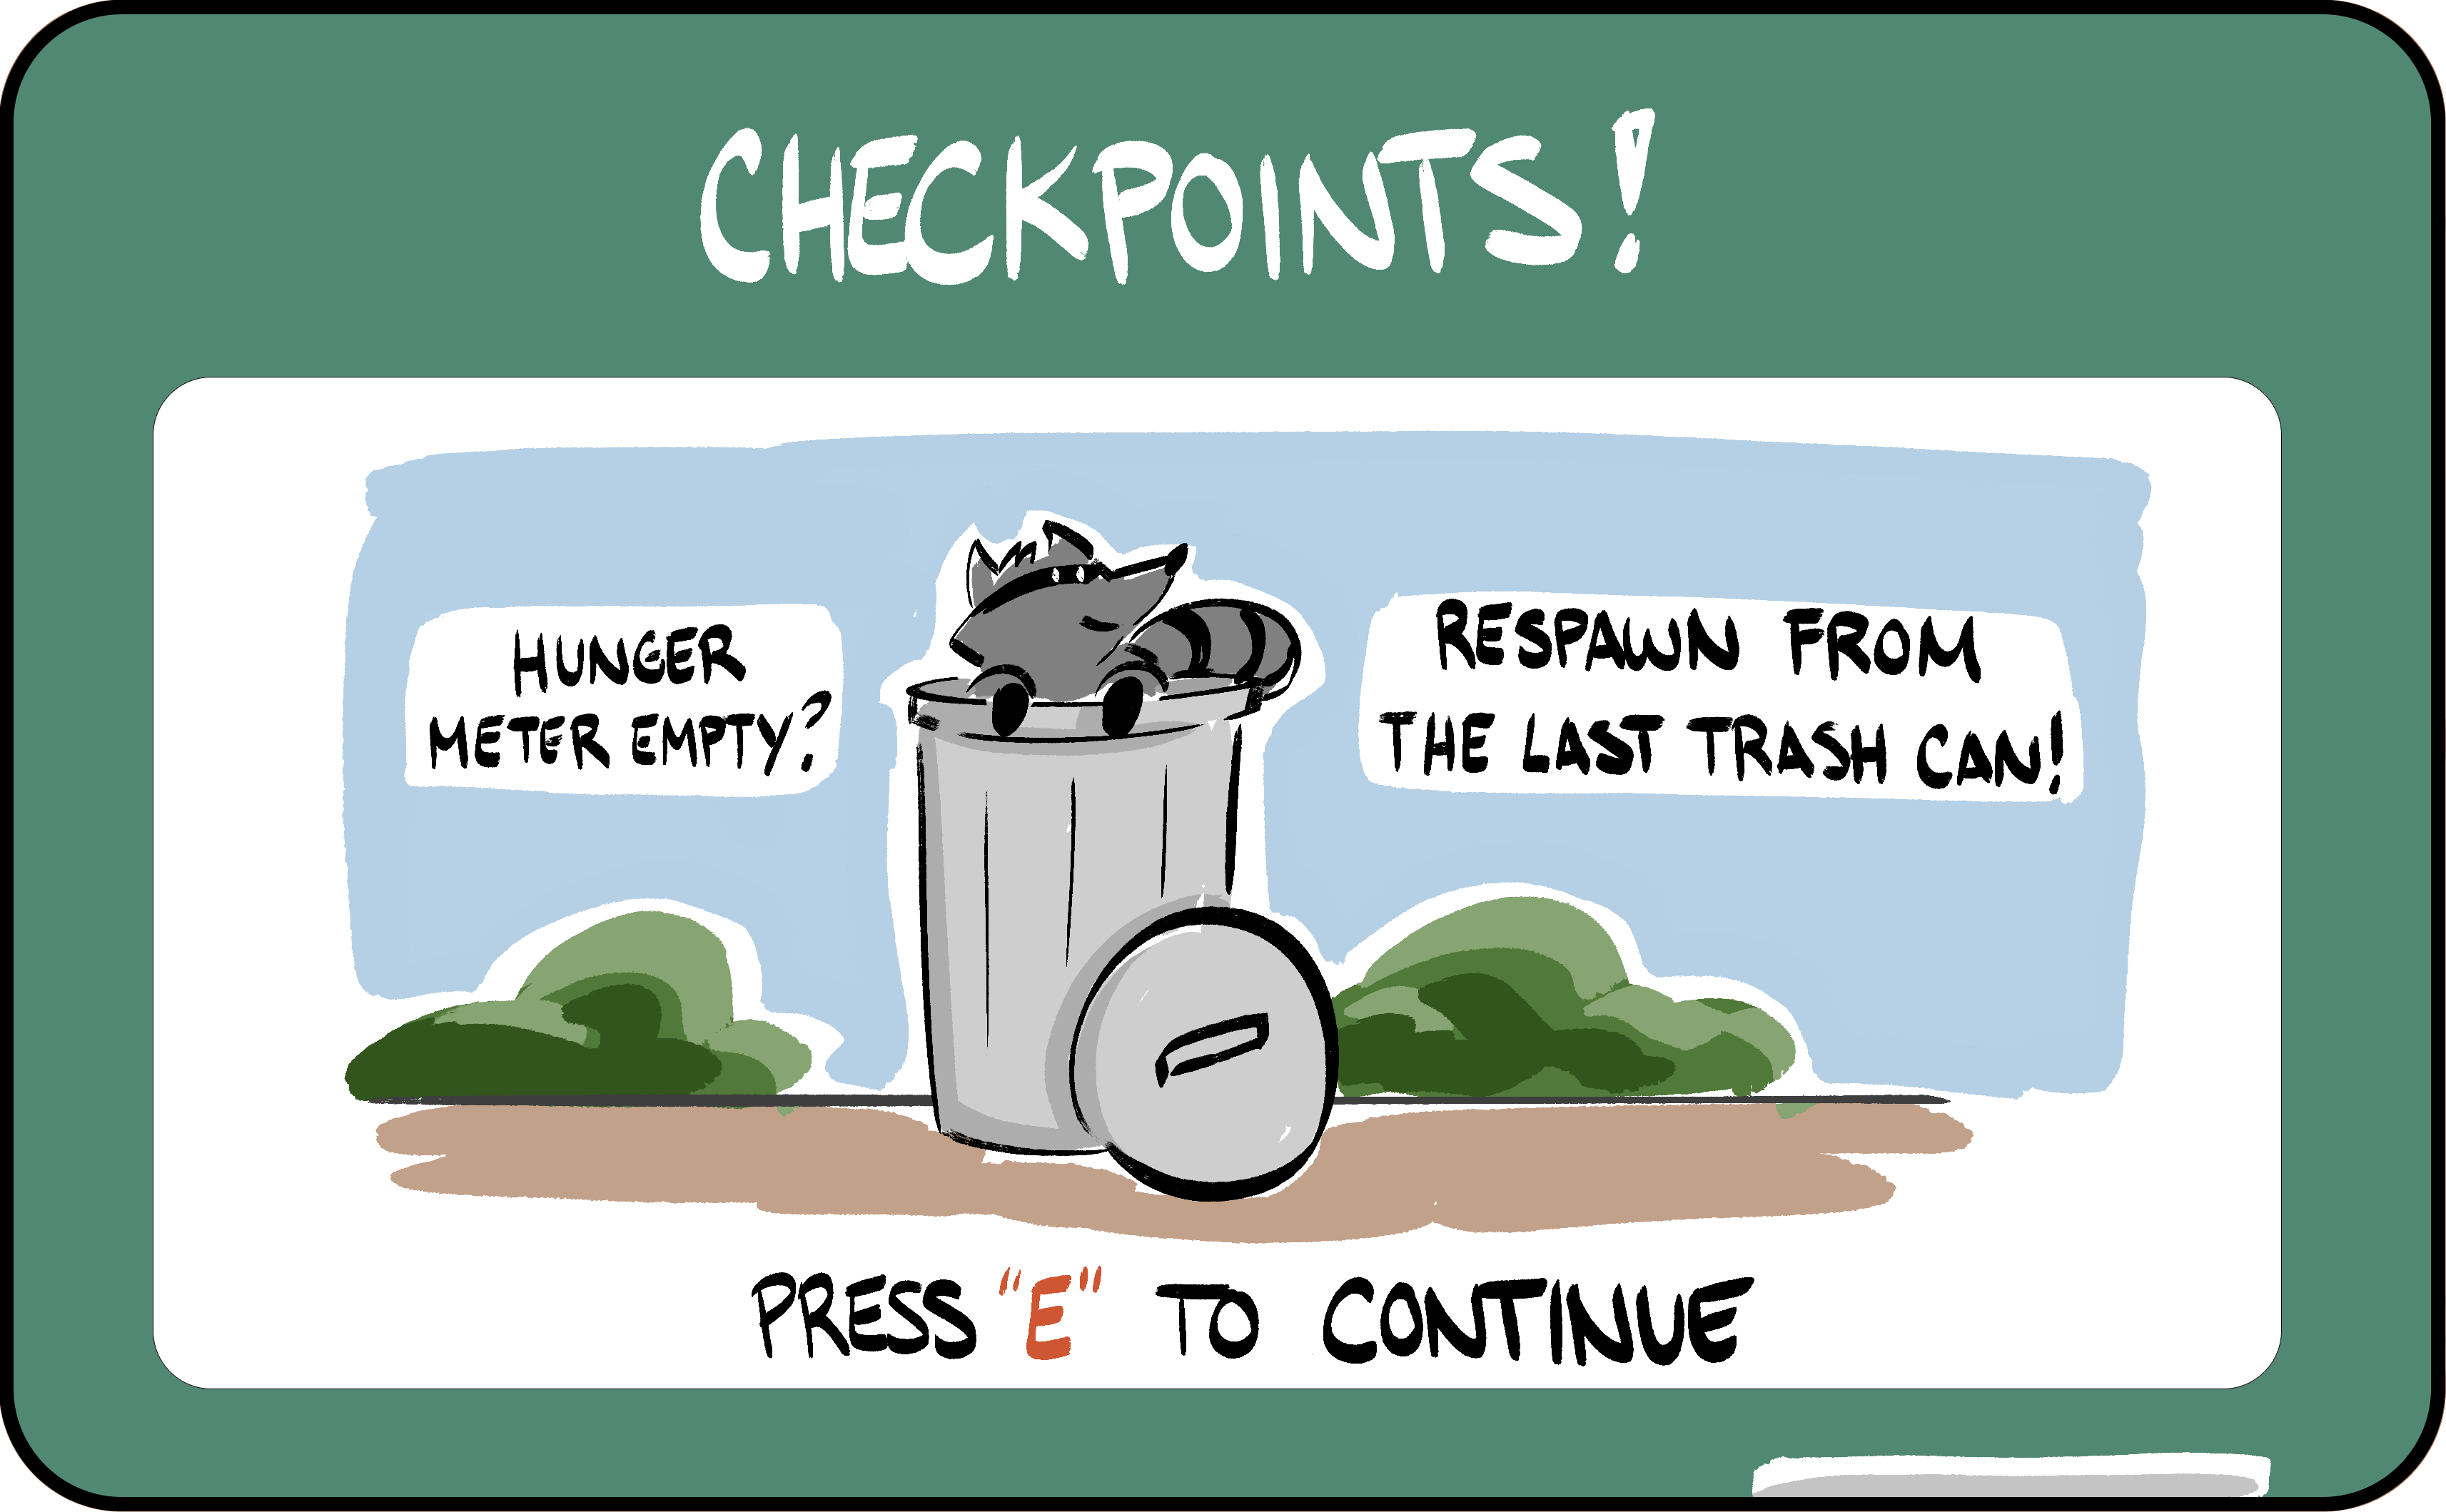 CHECKPOINTS!
HUNGER
METER EMPTY?
RESPAWN FROM
THE LAST TRASH CAN!
PRESS "E" TO CONTINUE